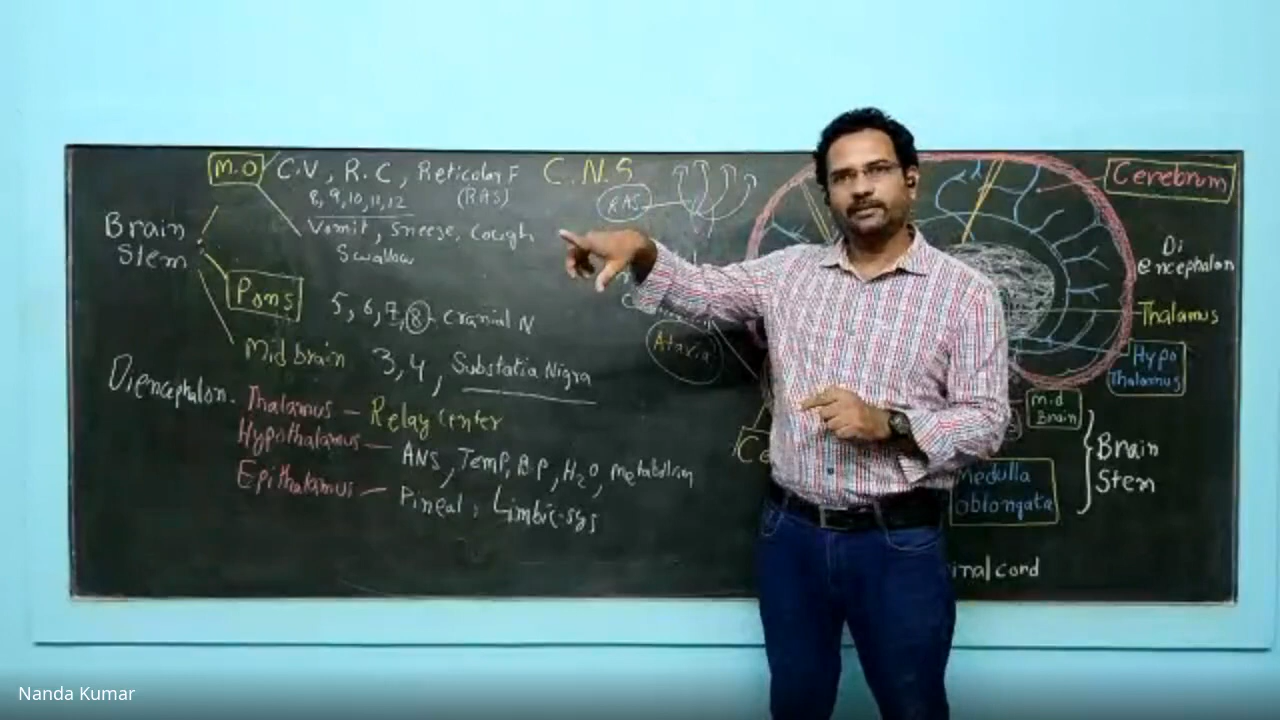 M.O C.V, R.C, Reticolar F
8, 9, 10, 11, 12 (RAS)
Vomit, Sneeze, Cough
Swallow
Brain
Stem
Pons
5, 6, 7, 8 - Cranial N
Mid brain 3, 4, Substatia Nigra
Diencephalon.
Thalamus - Relay Center
Hypothalamus - ANS, Temp, B.P, H2O, Metabolism
Epithalamus - Pineal, Limbic-sys
C.N.S
RAS
Ataxia
Cerebrum
Di
encephalon
Thalamus
Hypo
Thalamus
Mid
Brain
Brain
Stem
Medulla
Oblongata
cord
Nanda Kumar